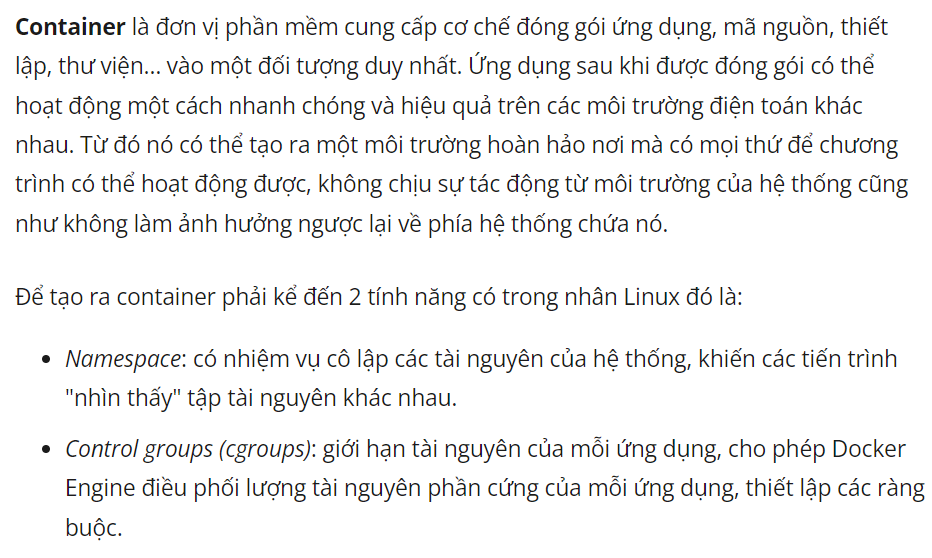 Container là đơn vị phần mềm cung cấp cơ chế đóng gói ứng dụng, mã nguồn, thiết
lập, thư viện... vào một đối tượng duy nhất. Ứng dụng sau khi được đóng gói có thể
hoạt động một cách nhanh chóng và hiệu quả trên các môi trường điện toán khác
nhau. Từ đó nó có thể tạo ra một môi trường hoàn hảo nơi mà có mọi thứ để chương
trình có thể hoạt động được, không chịu sự tác động từ môi trường của hệ thống cũng
như không làm ảnh hưởng ngược lại về phía hệ thống chứa nó.
Để tạo ra container phải kể đến 2 tính năng có trong nhân Linux đó là:
• Namespace: có nhiệm vụ cô lập các tài nguyên của hệ thống, khiến các tiến trình
"nhìn thấy" tập tài nguyên khác nhau.
• Control groups (cgroups): giới hạn tài nguyên của mỗi ứng dụng, cho phép Docker
Engine điều phối lượng tài nguyên phần cứng của mỗi ứng dụng, thiết lập các ràng
buộc.